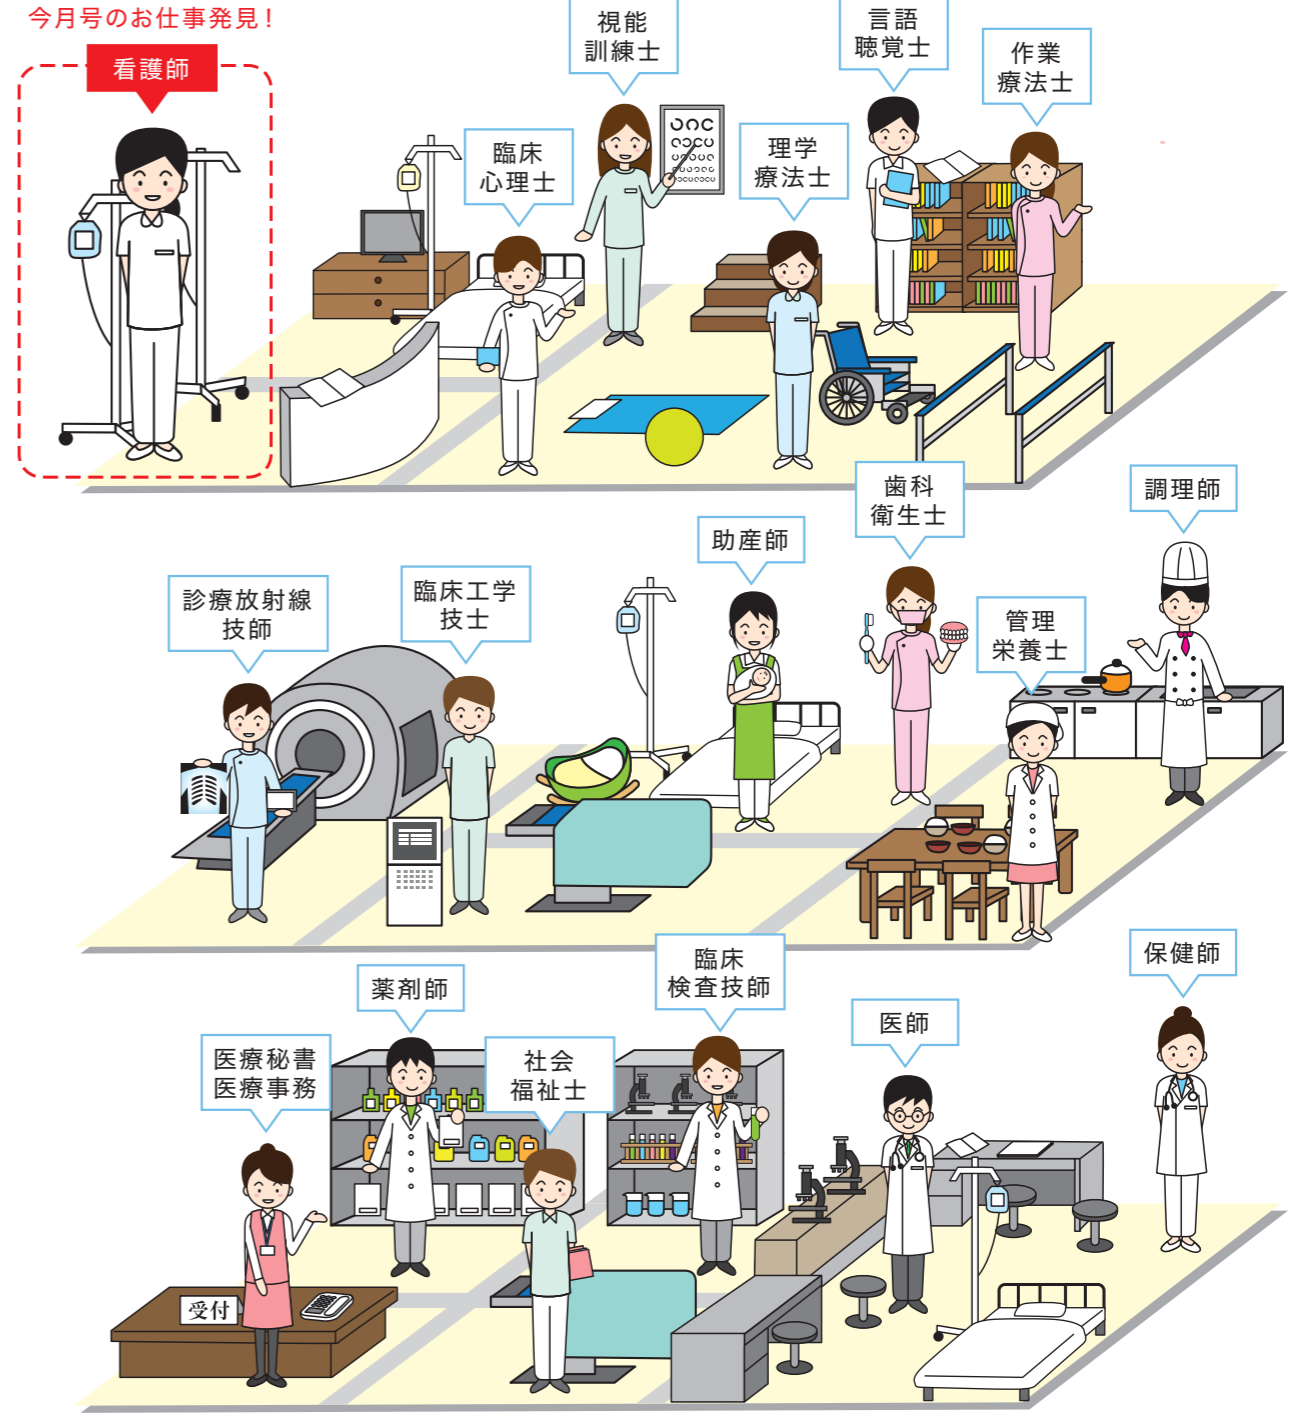 今月号のお仕事発見！
看護師
視能
訓練士
言語
聴覚士
作業
療法士
臨床
心理士
理学
療法士
歯科
衛生士
調理師
助産師
診療放射線
技師
臨床工学
技士
管理
栄養士
保健師
薬剤師
臨床
検査技師
医師
医療秘書
医療事務
社会
福祉士
受付